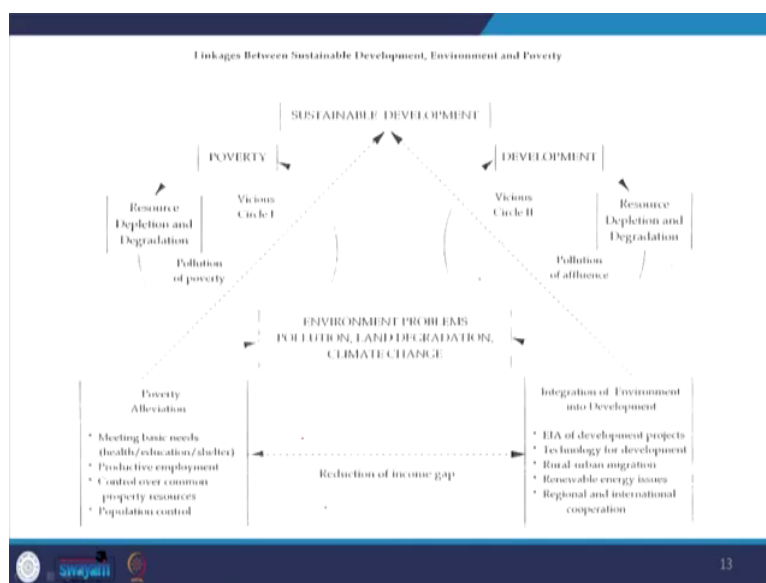 Linkages Between Sustainable Development, Environment and Poverty
SUSTAINABLE DEVELOPMENT
POVERTY
DEVELOPMENT
Resource
Depletion and
Degradation
Vicious
Circle I
Vicious
Circle II
Resource
Depletion and
Degradation
Pollution
of poverty
Pollution
of affluence
ENVIRONMENT PROBLEMS
POLLUTION, LAND DEGRADATION,
CLIMATE CHANGE
Poverty
Alleviation
* Meeting basic needs
(health/education/shelter)
* Productive employment
* Control over common
property resources
* Population control
Reduction of income gap
Integration of Environment
into Development
* EIA of development projects
* Technology for development
* Rural-urban migration
* Renewable energy issues
* Regional and international
cooperation
swayam
13